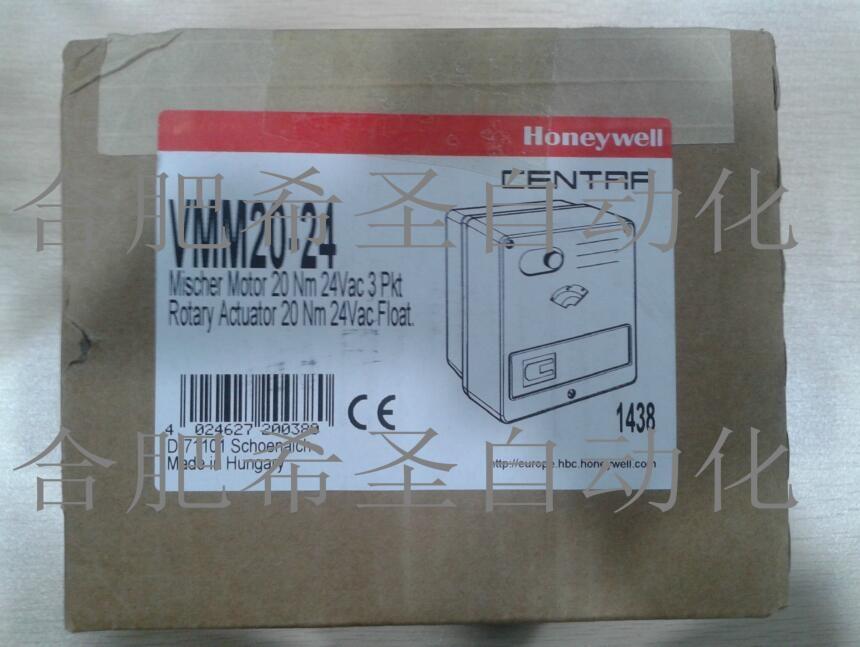 Honeywell
CENTRA
合肥希圣自动化
VMM20-24
Mischer Motor 20 Nm 24Vac 3 Pkt
Rotary Actuator 20 Nm 24Vac Float.
1438
4 024627 200389
D-71101 Schoenaich
Made in Hungary
http://europe.hbc.honeywell.com
合肥希圣自动化